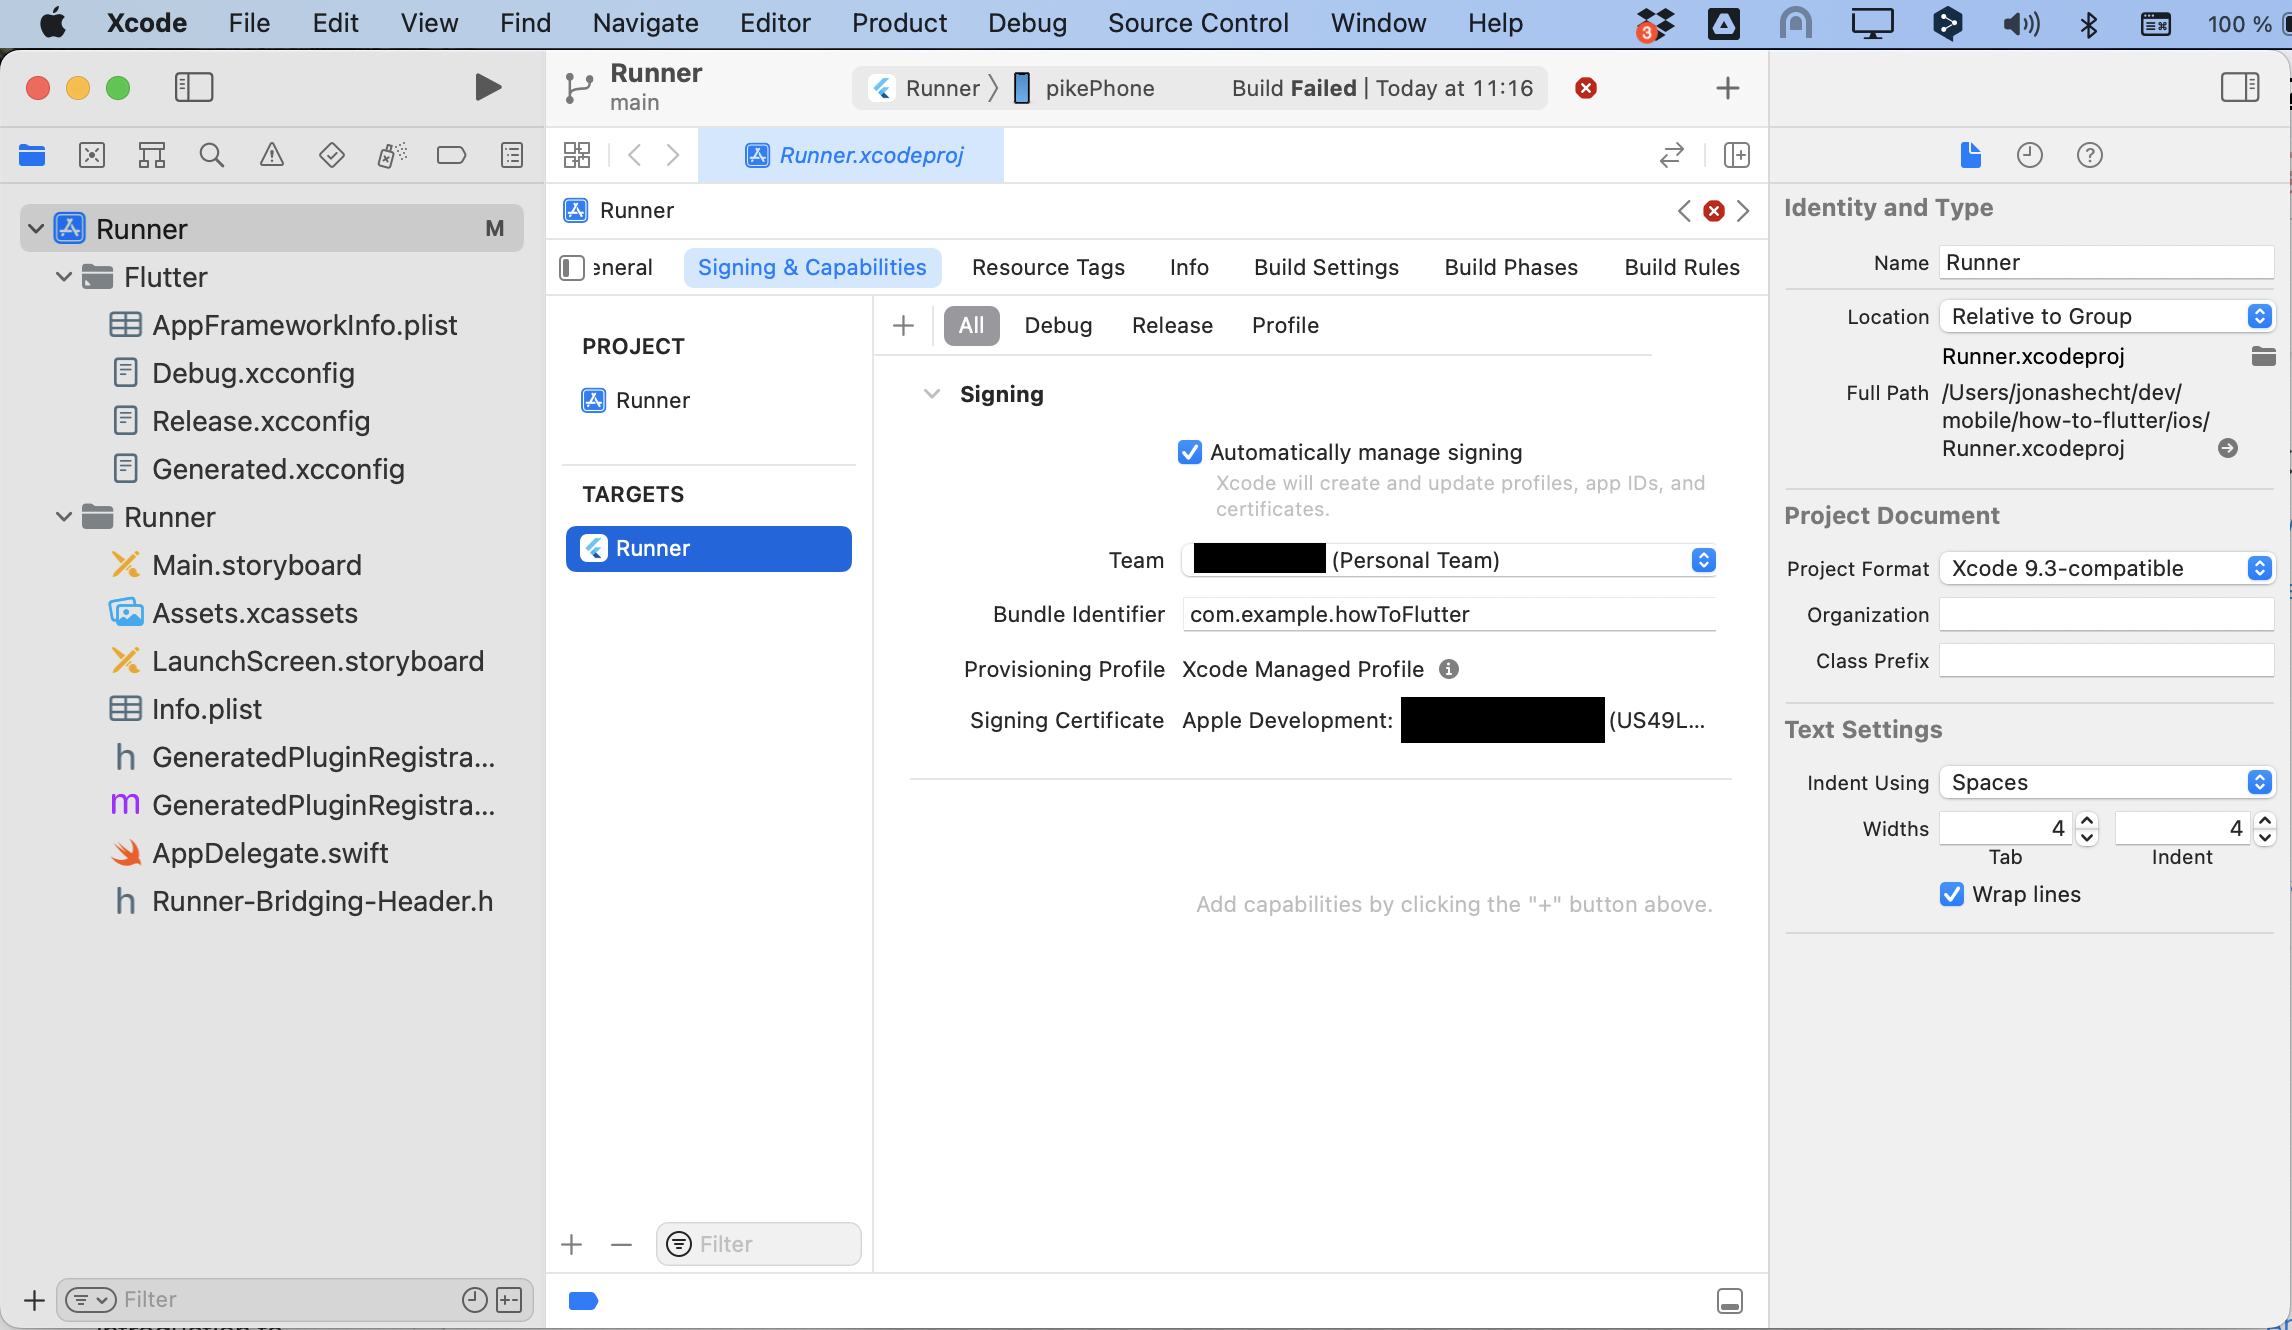 Xcode File Edit View Find Navigate Editor Product Debug Source Control Window Help 3 100 %
Runner
main
Runner pikePhone Build Failed | Today at 11:16
Runner.xcodeproj
Runner M
Flutter
AppFrameworkInfo.plist
Debug.xcconfig
Release.xcconfig
Generated.xcconfig
Runner
Main.storyboard
Assets.xcassets
LaunchScreen.storyboard
Info.plist
h GeneratedPluginRegistra...
m GeneratedPluginRegistra...
AppDelegate.swift
h Runner-Bridging-Header.h
Filter
Runner
eneral Signing & Capabilities Resource Tags Info Build Settings Build Phases Build Rules
PROJECT
Runner
TARGETS
Runner
Filter
All Debug Release Profile
Signing
Automatically manage signing
Xcode will create and update profiles, app IDs, and
certificates.
Team (Personal Team)
Bundle Identifier com.example.howToFlutter
Provisioning Profile Xcode Managed Profile
Signing Certificate Apple Development: (US49L...
Add capabilities by clicking the "+" button above.
Identity and Type
Name Runner
Location Relative to Group
Runner.xcodeproj
Full Path /Users/jonashecht/dev/
mobile/how-to-flutter/ios/
Runner.xcodeproj
Project Document
Project Format Xcode 9.3-compatible
Organization
Class Prefix
Text Settings
Indent Using Spaces
Widths 4 4
Tab Indent
Wrap lines